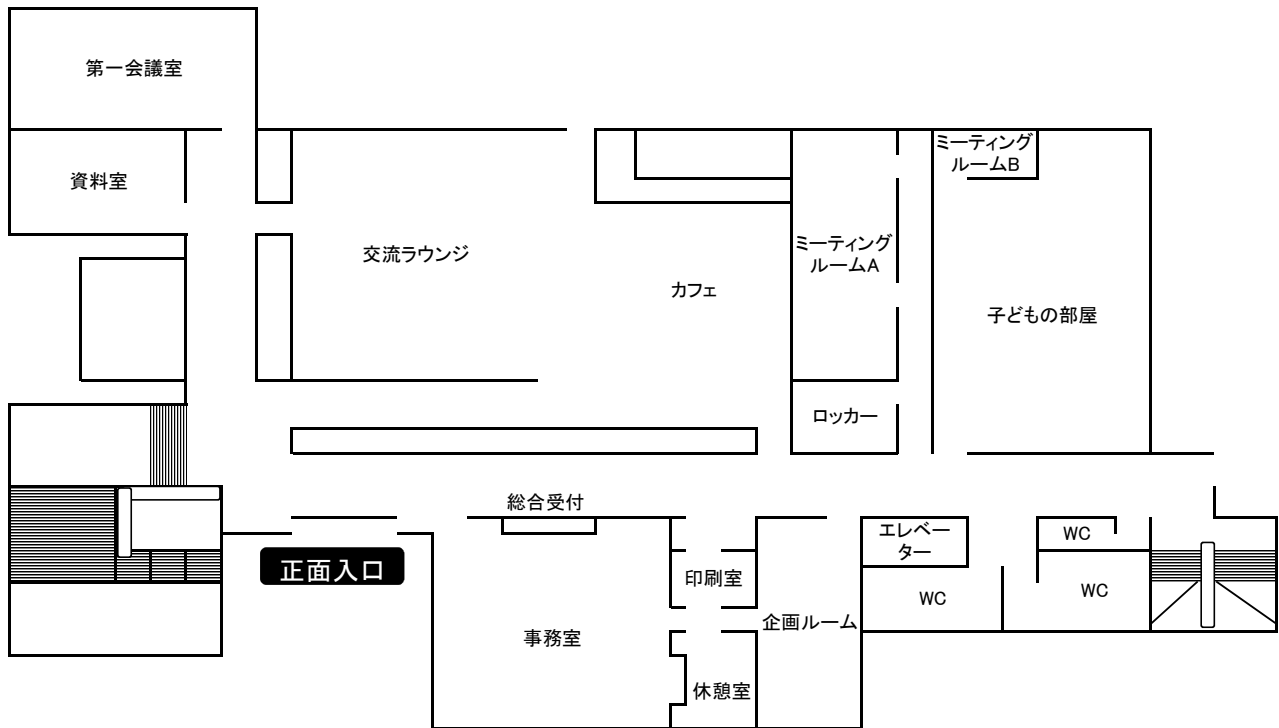 第一会議室
資料室
ミーティング
ルームB
交流ラウンジ
ミーティング
ルームA
カフェ
子どもの部屋
ロッカー
総合受付
エレベー
ター
WC
正面入口
印刷室
WC
WC
企画ルーム
事務室
休憩室